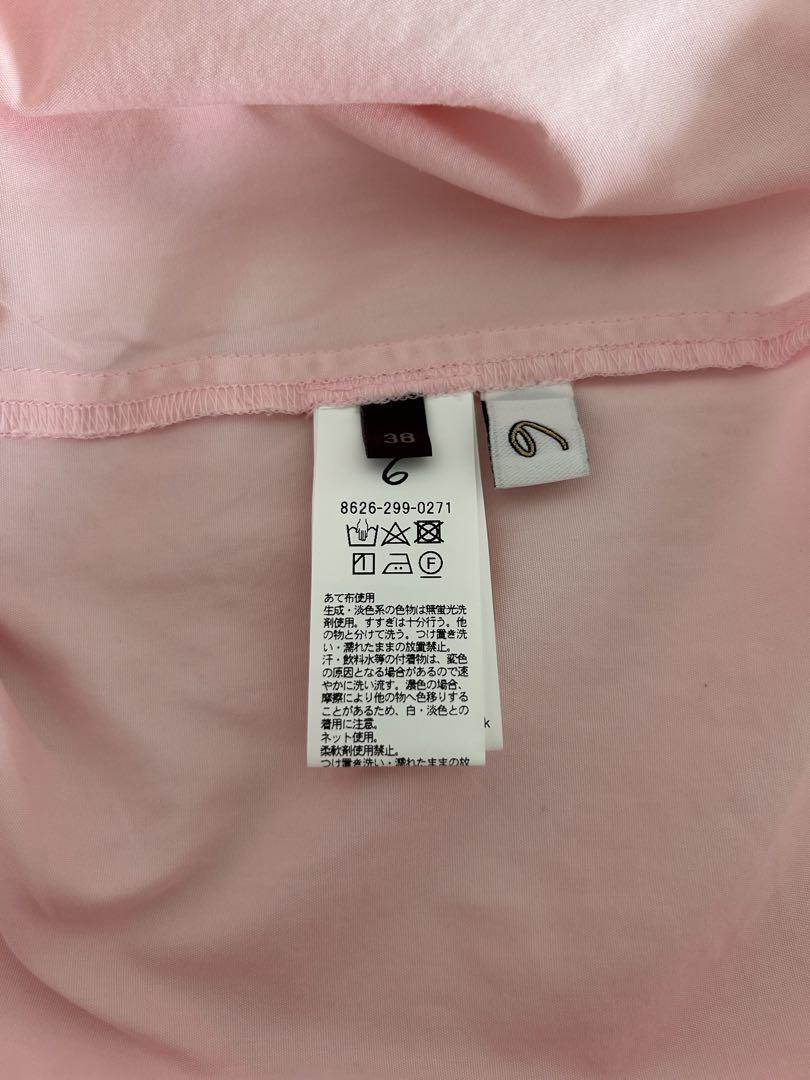 38
6
6
8626-299-0271
F
あて布使用
生成・淡色系の色物は無蛍光洗
剤使用。すすぎは十分行う。他
の物と分けて洗う。つけ置き洗
い・濡れたままの放置禁止。
汗・飲料水等の付着物は、変色
の原因となる場合があるので速
やかに洗い流す。濃色の場合、
摩擦により他の物へ色移りする
ことがあるため、白・淡色との
着用に注意。
ネット使用。
柔軟剤使用禁止。
つけ置き洗い・濡れたままの放
k